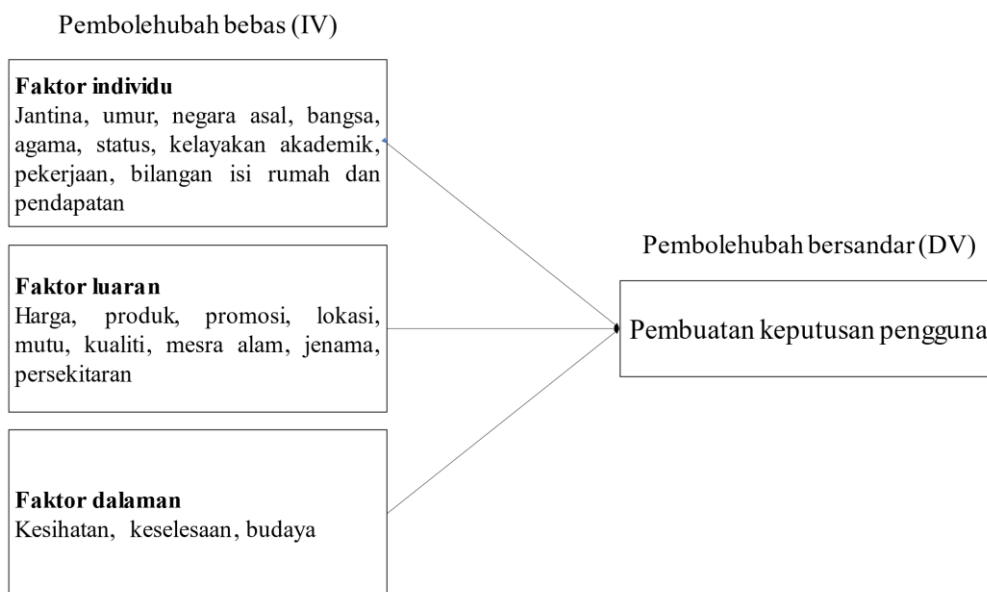 Pembolehubah bebas (IV)
Faktor individu
Jantina, umur, negara asal, bangsa,
agama, status, kelayakan akademik,
pekerjaan, bilangan isi rumah dan
pendapatan
Faktor luaran
Harga, produk, promosi, lokasi,
mutu, kualiti, mesra alam, jenama,
persekitaran
Faktor dalaman
Kesihatan, keselesaan, budaya
Pembolehubah bersandar (DV)
Pembuatan keputusan pengguna